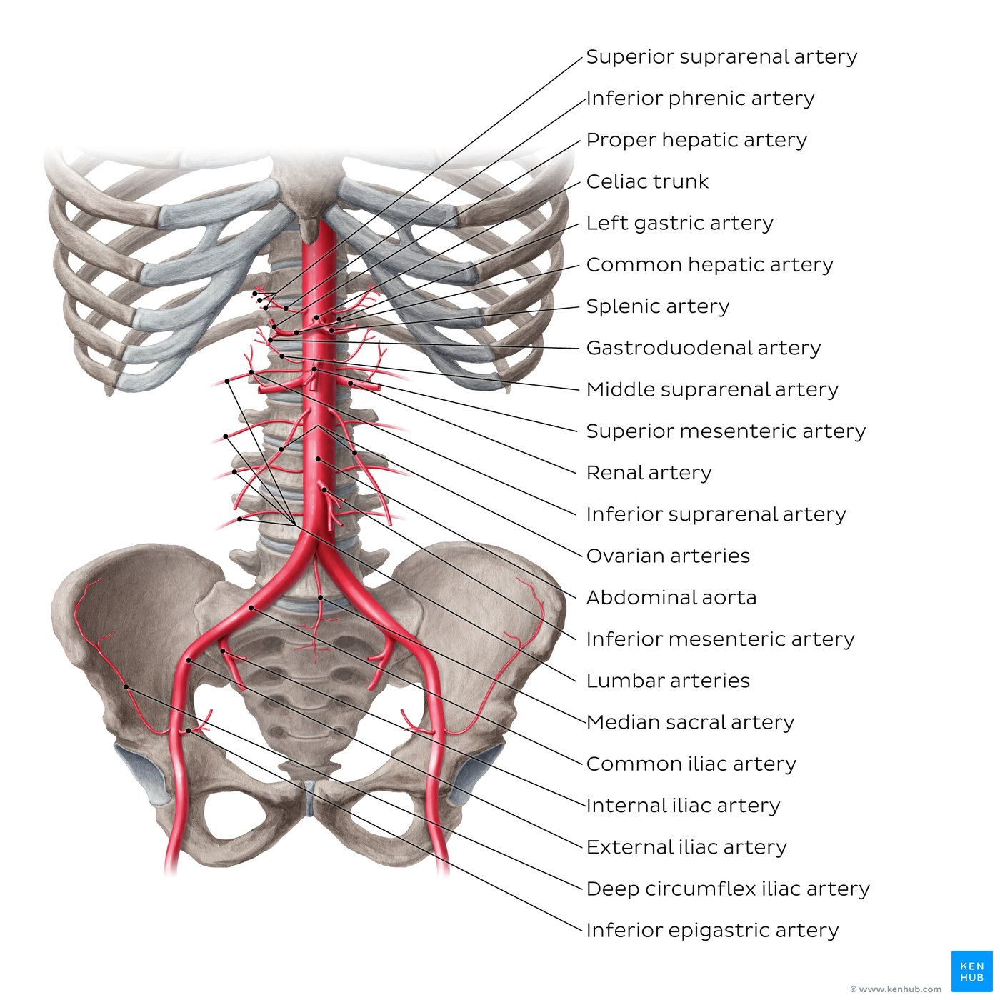 Superior suprarenal artery
Inferior phrenic artery
Proper hepatic artery
Celiac trunk
Left gastric artery
Common hepatic artery
Splenic artery
Gastroduodenal artery
Middle suprarenal artery
Superior mesenteric artery
Renal artery
Inferior suprarenal artery
Ovarian arteries
Abdominal aorta
Inferior mesenteric artery
Lumbar arteries
Median sacral artery
Common iliac artery
Internal iliac artery
External iliac artery
Deep circumflex iliac artery
Inferior epigastric artery
KEN
HUB
© www.kenhub.com